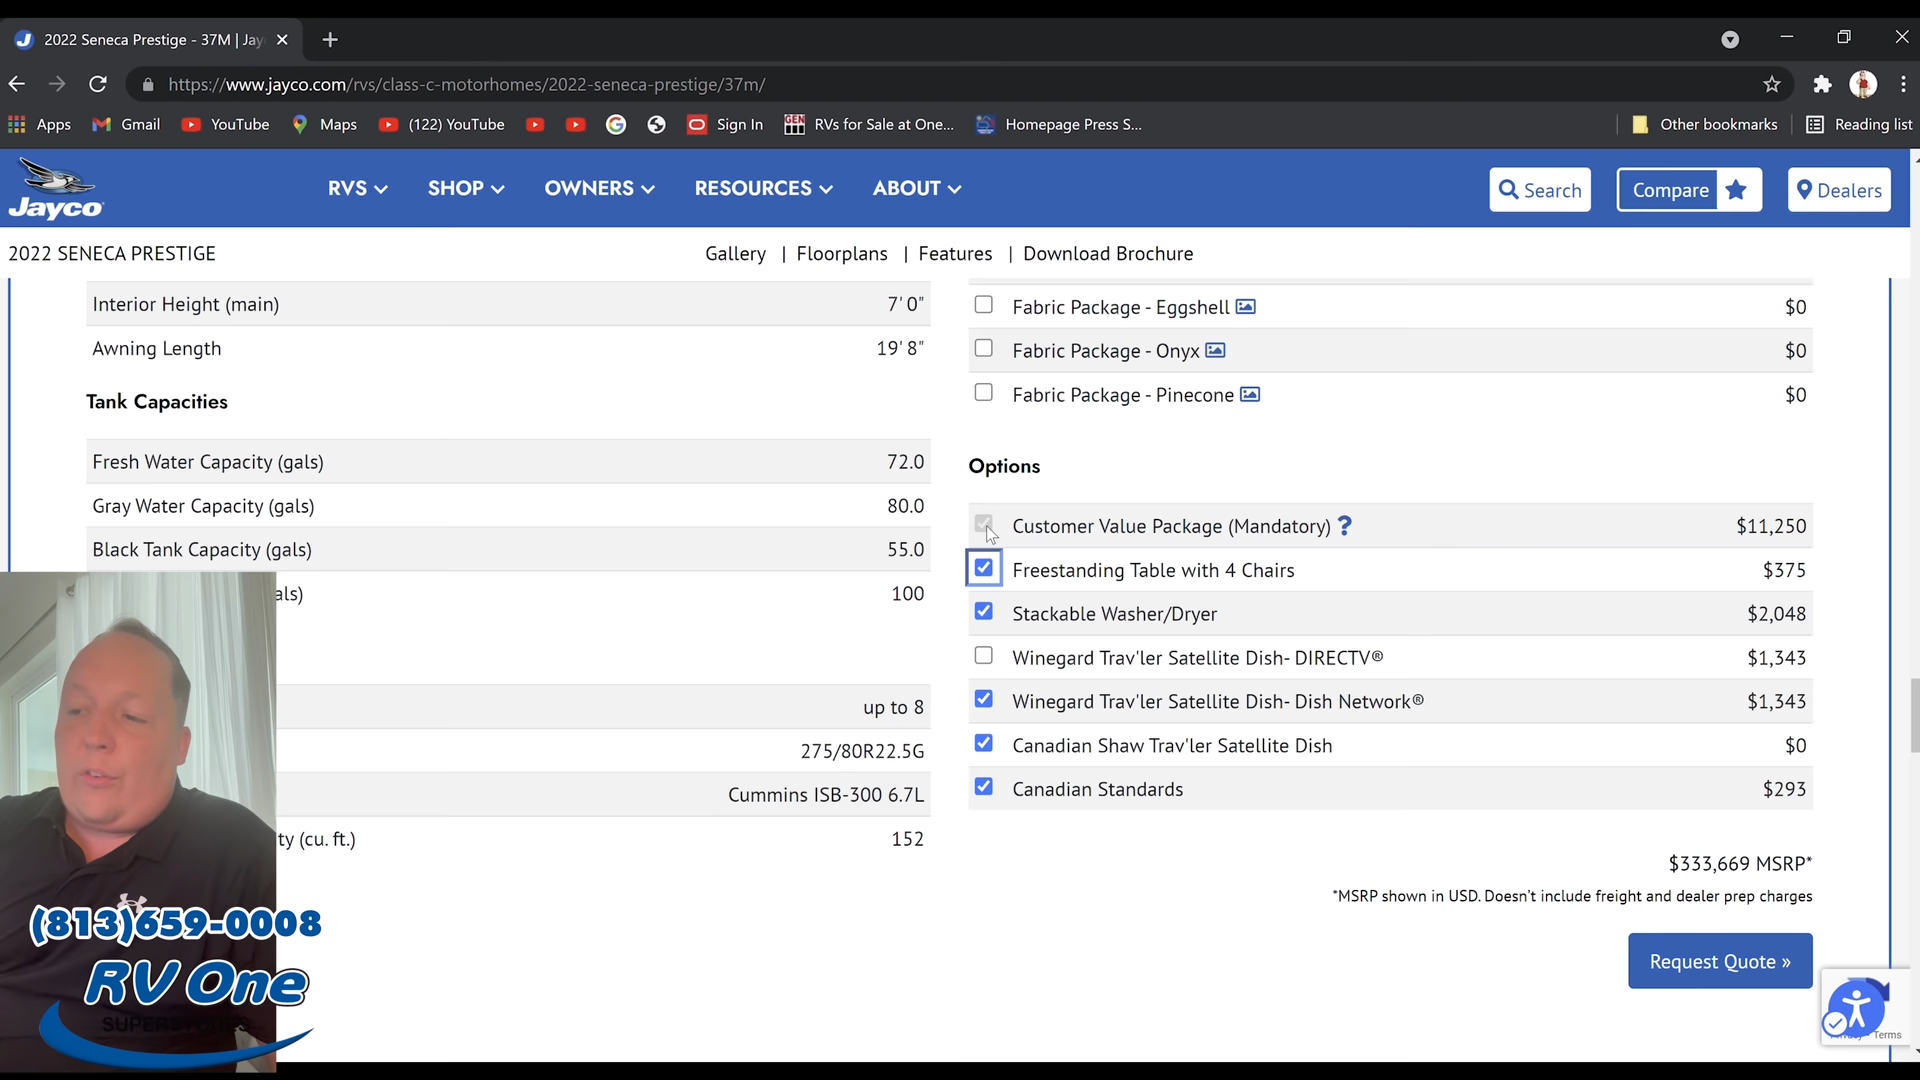 2022 Seneca Prestige - 37M | Jay
https://www.jayco.com/rvs/class-c-motorhomes/2022-seneca-prestige/37m/
Apps Gmail YouTube Maps (122) YouTube Sign In GEN RVs for Sale at One... Homepage Press S... Other bookmarks Reading list
Jayco RVS SHOP OWNERS RESOURCES ABOUT Search Compare Dealers
2022 SENECA PRESTIGE Gallery | Floorplans | Features | Download Brochure
Interior Height (main) 7' 0"
Awning Length 19' 8"
Tank Capacities
Fresh Water Capacity (gals) 72.0
Gray Water Capacity (gals) 80.0
Black Tank Capacity (gals) 55.0
als) 100
up to 8
275/80R22.5G
Cummins ISB-300 6.7L
ty (cu. ft.) 152
Fabric Package - Eggshell $0
Fabric Package - Onyx $0
Fabric Package - Pinecone $0
Options
Customer Value Package (Mandatory) ? $11,250
Freestanding Table with 4 Chairs $375
Stackable Washer/Dryer $2,048
Winegard Trav'ler Satellite Dish- DIRECTV® $1,343
Winegard Trav'ler Satellite Dish- Dish Network® $1,343
Canadian Shaw Trav'ler Satellite Dish $0
Canadian Standards $293
$333,669 MSRP*
*MSRP shown in USD. Doesn't include freight and dealer prep charges
Request Quote »
Privacy - Terms
(813)659-0008
RV One
SUPERSTORES